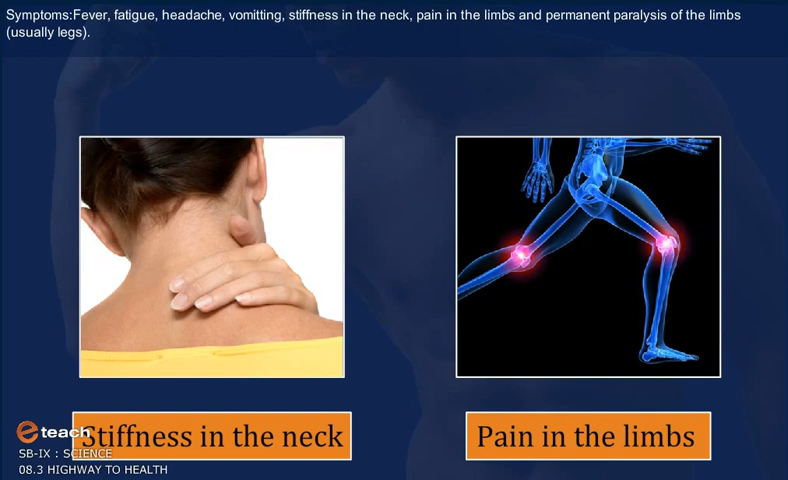 Symptoms:Fever, fatigue, headache, vomitting, stiffness in the neck, pain in the limbs and permanent paralysis of the limbs
(usually legs).
Stiffness in the neck
Pain in the limbs
e teach
SB-IX : SCIENCE
08.3 HIGHWAY TO HEALTH